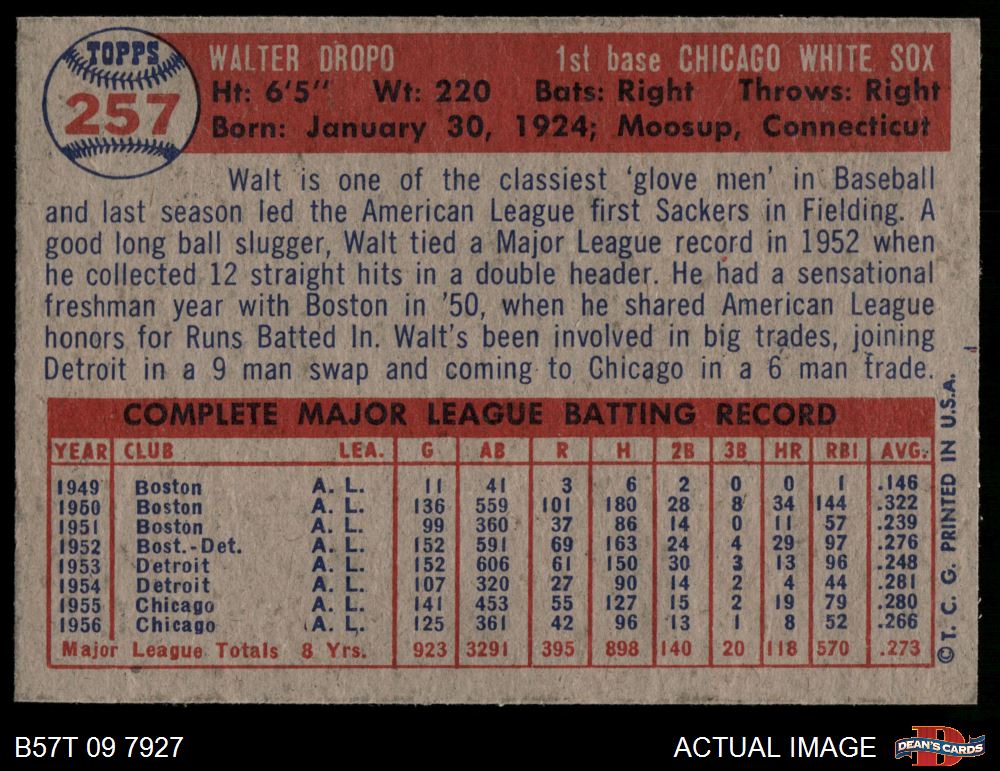 TOPPS
257
WALTER DROPO 1st base CHICAGO WHITE SOX
Ht: 6'5" Wt: 220 Bats: Right Throws: Right
Born: January 30, 1924; Moosup, Connecticut
Walt is one of the classiest 'glove men' in Baseball
and last season led the American League first Sackers in Fielding. A
good long ball slugger, Walt tied a Major League record in 1952 when
he collected 12 straight hits in a double header. He had a sensational
freshman year with Boston in '50, when he shared American League
honors for Runs Batted In. Walt's been involved in big trades, joining
Detroit in a 9 man swap and coming to Chicago in a 6 man trade.
COMPLETE MAJOR LEAGUE BATTING RECORD
YEAR CLUB LEA. G AB R H 2B 3B HR RBI AVG.
1949 Boston A. L. 11 41 3 6 2 0 0 1 .146
1950 Boston A. L. 136 559 101 180 28 8 34 144 .322
1951 Boston A. L. 99 360 37 86 14 0 11 57 .239
1952 Bost.-Det. A. L. 152 591 69 163 24 4 29 97 .276
1953 Detroit A. L. 152 606 61 150 30 3 13 96 .248
1954 Detroit A. L. 107 320 27 90 14 2 4 44 .281
1955 Chicago A. L. 141 453 55 127 15 2 19 79 .280
1956 Chicago A. L. 125 361 42 96 13 1 8 52 .266
Major League Totals 8 Yrs. 923 3291 395 898 140 20 118 570 .273
©T. C. G. PRINTED IN U.S.A.
B57T 09 7927
ACTUAL IMAGE
D
DEAN'S CARDS